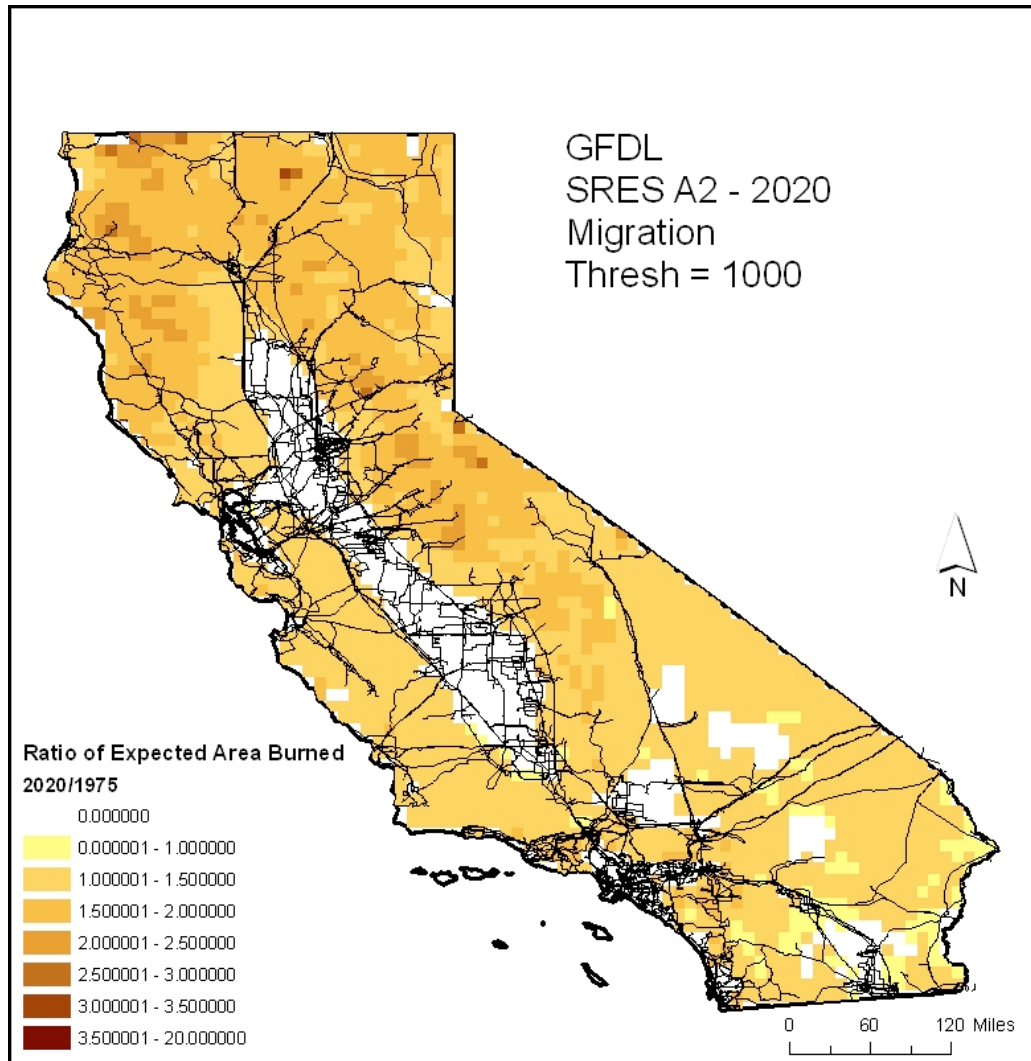 GFDL
SRES A2 - 2020
Migration
Thresh = 1000
N
Ratio of Expected Area Burned
2020/1975
0.000000
0.000001 - 1.000000
1.000001 - 1.500000
1.500001 - 2.000000
2.000001 - 2.500000
2.500001 - 3.000000
3.000001 - 3.500000
3.500001 - 20.000000
0 60 120 Miles